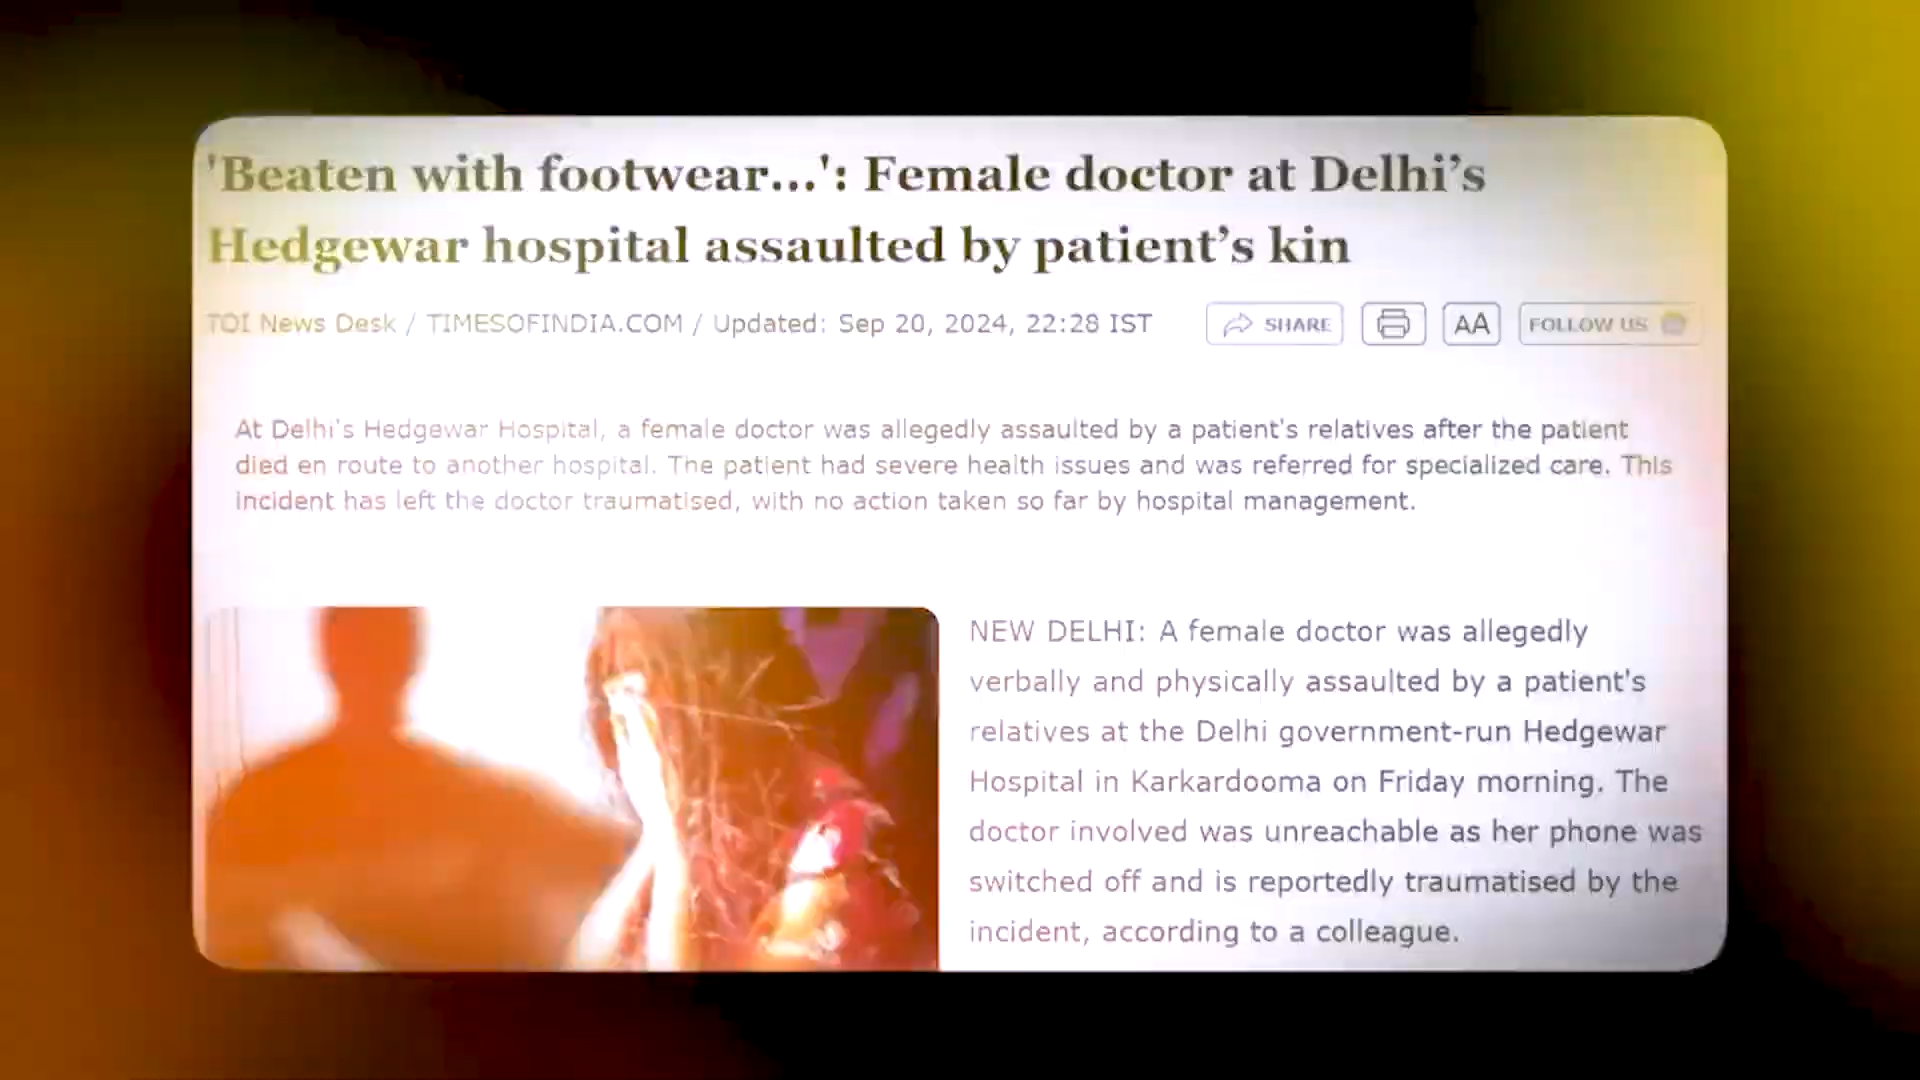 'Beaten with footwear...': Female doctor at Delhi’s
Hedgewar hospital assaulted by patient’s kin
TOI News Desk / TIMESOFINDIA.COM / Updated: Sep 20, 2024, 22:28 IST
SHARE
AA
FOLLOW US
At Delhi's Hedgewar Hospital, a female doctor was allegedly assaulted by a patient's relatives after the patient
died en route to another hospital. The patient had severe health issues and was referred for specialized care. This
incident has left the doctor traumatised, with no action taken so far by hospital management.
NEW DELHI: A female doctor was allegedly
verbally and physically assaulted by a patient's
relatives at the Delhi government-run Hedgewar
Hospital in Karkardooma on Friday morning. The
doctor involved was unreachable as her phone was
switched off and is reportedly traumatised by the
incident, according to a colleague.